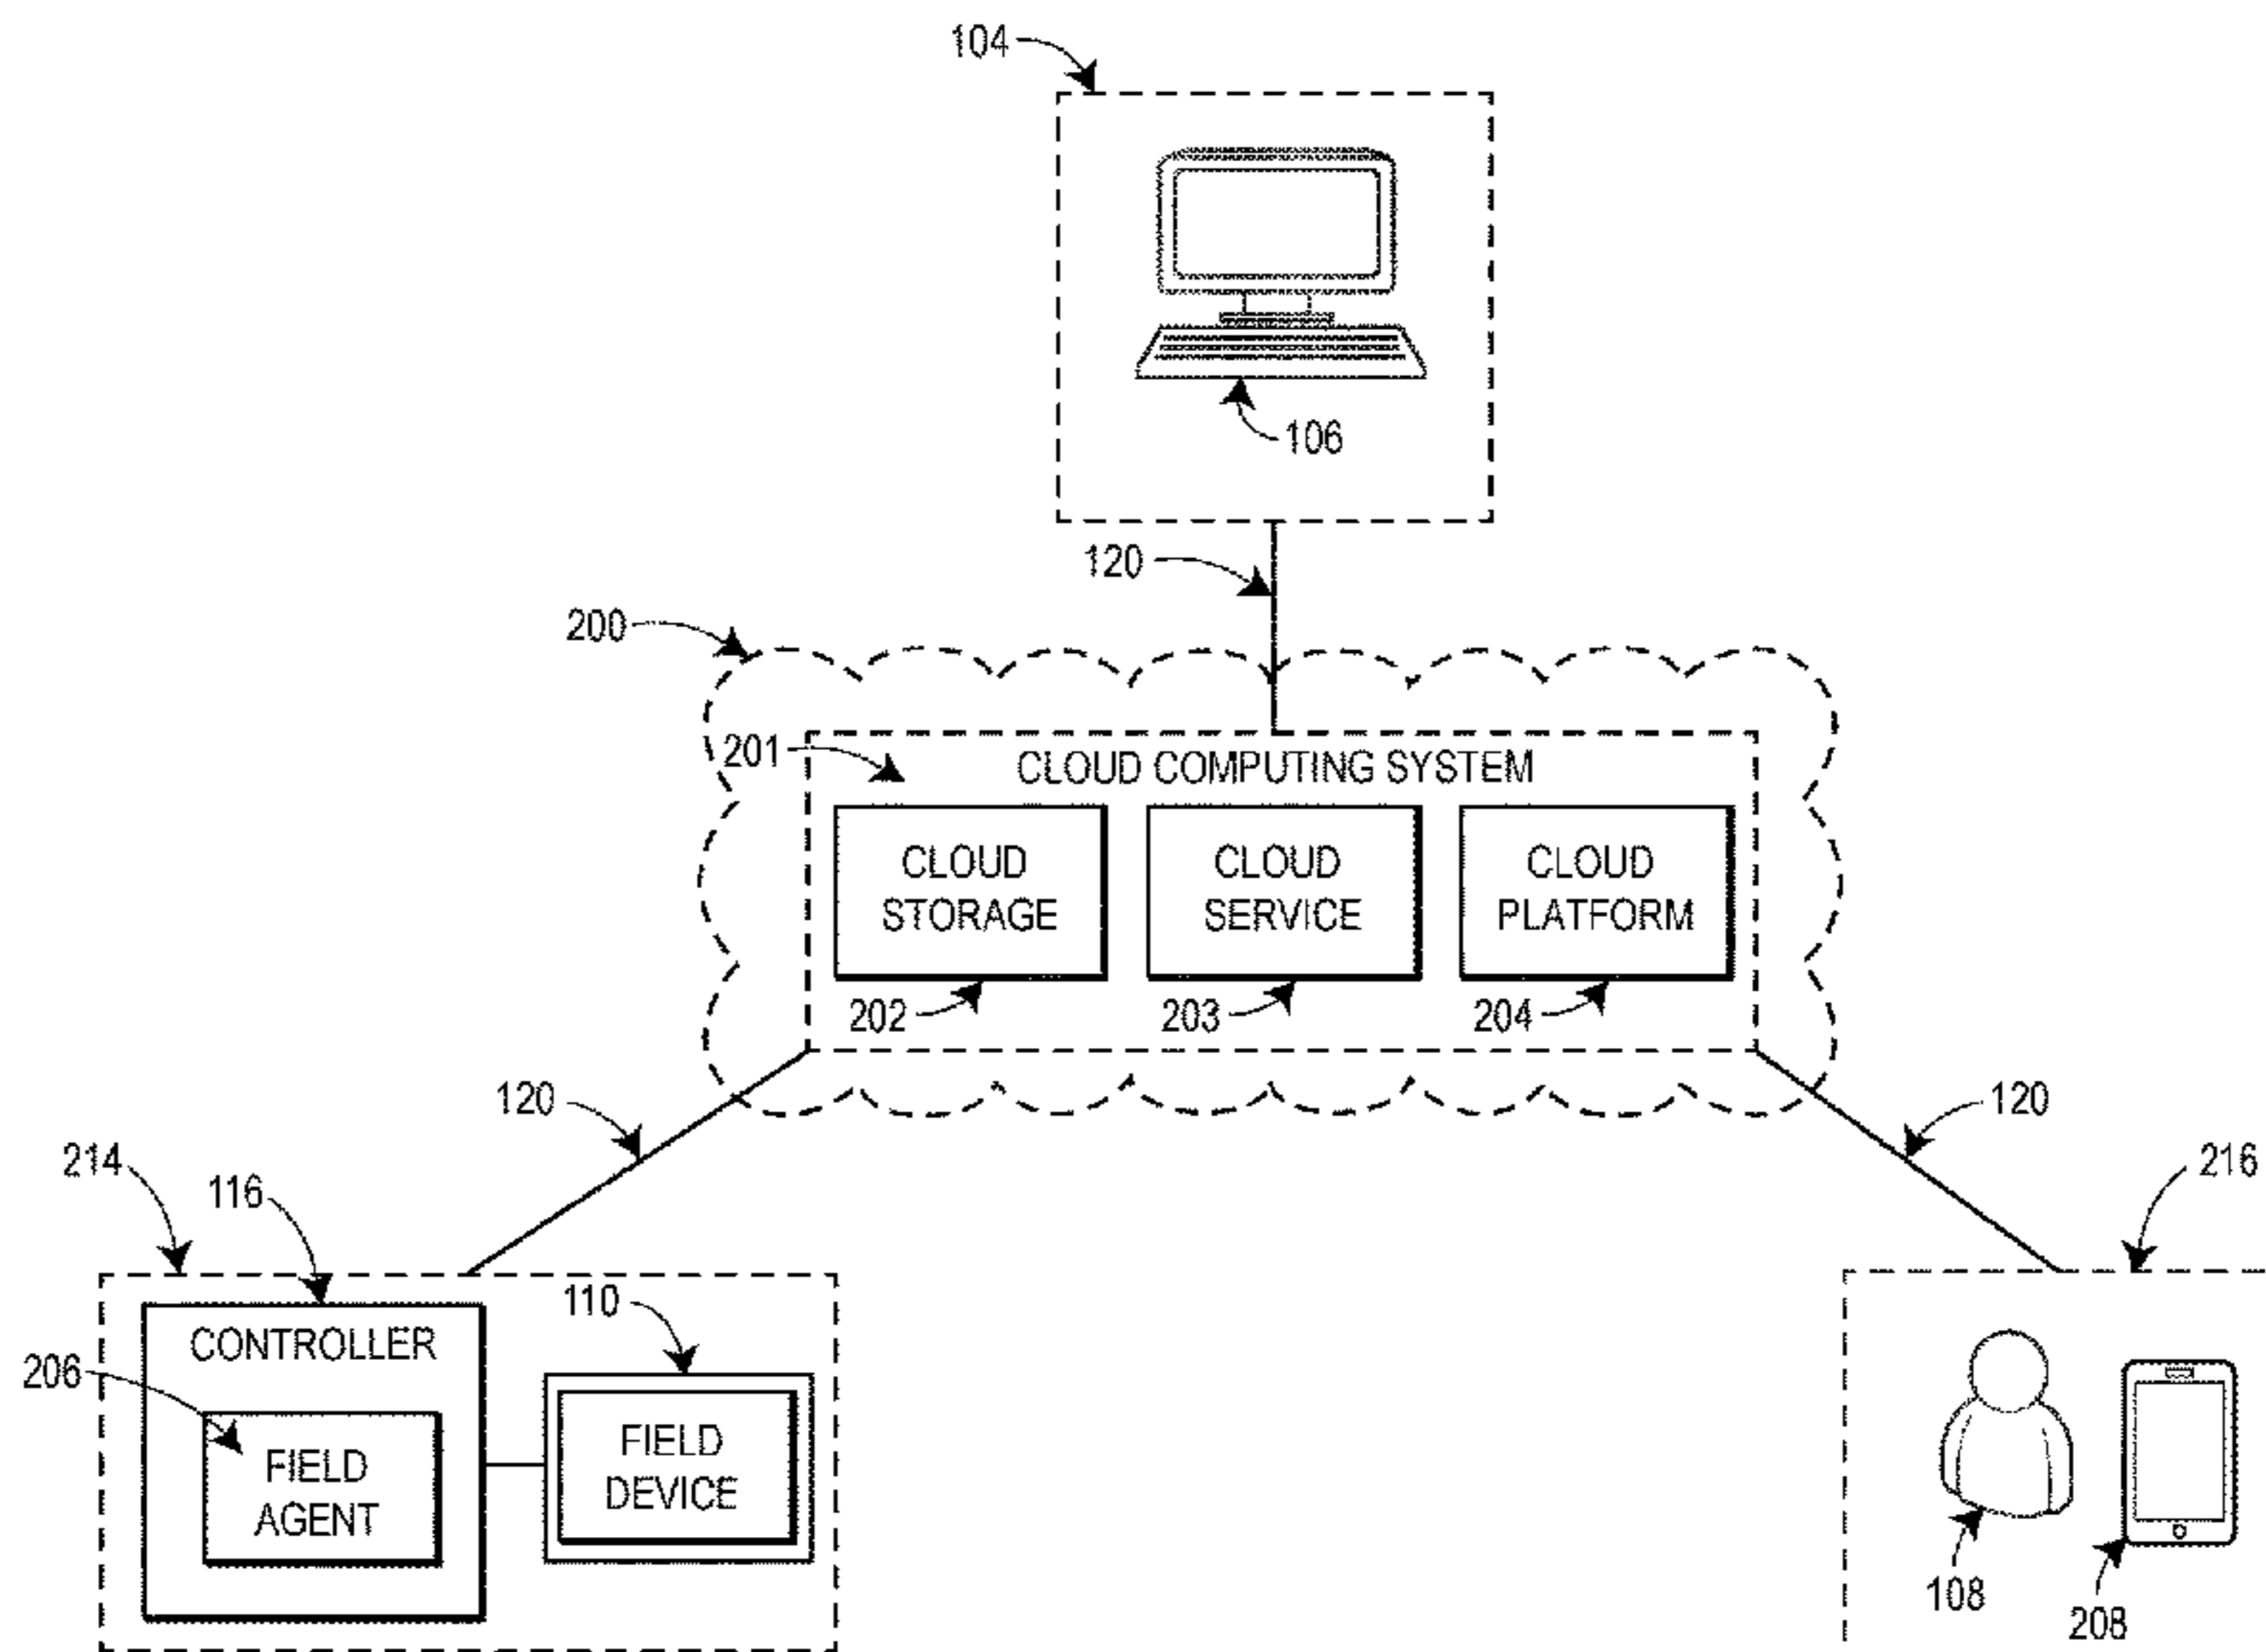 104
106
120
200
201
CLOUD COMPUTING SYSTEM
CLOUD
STORAGE
CLOUD
SERVICE
CLOUD
PLATFORM
202
203
204
120
120
214
116
216
110
CONTROLLER
206
FIELD
AGENT
FIELD
DEVICE
108
208